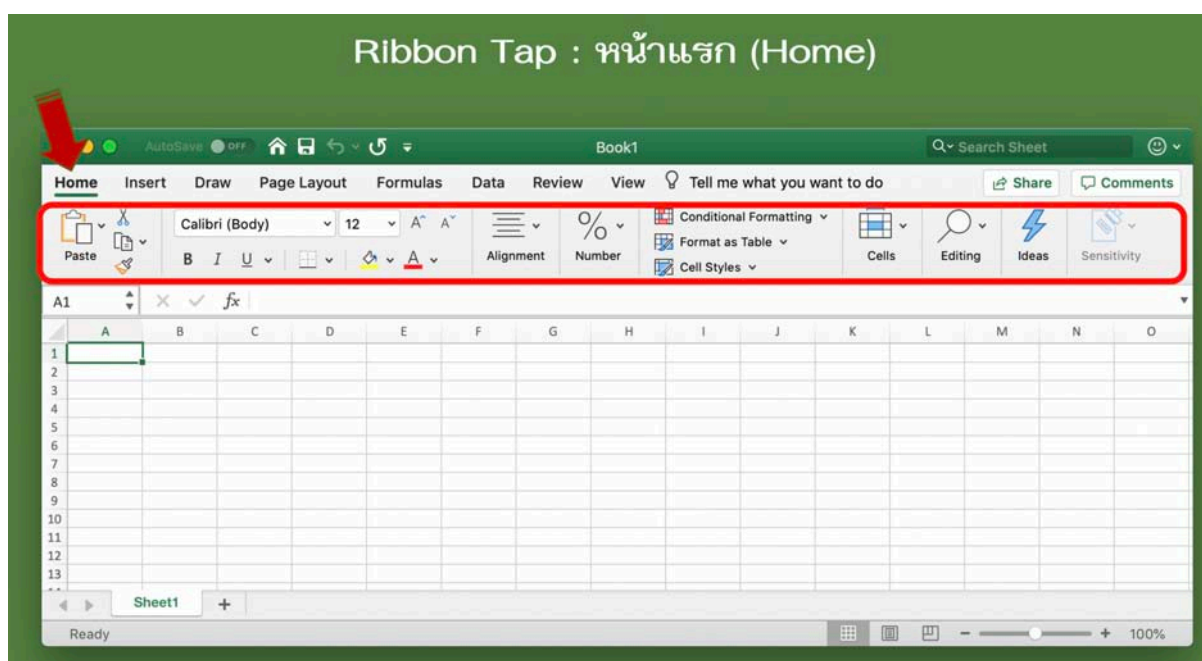 Ribbon Tap : หน้าแรก (Home)
AutoSave OFF Book1 Search Sheet
Home Insert Draw Page Layout Formulas Data Review View Tell me what you want to do Share Comments
Paste Calibri (Body) 12 A^ A˅ Alignment % Number Conditional Formatting Cells Editing Ideas Sensitivity
B I U A Format as Table
Cell Styles
A1 fx
A B C D E F G H I J K L M N O
1
2
3
4
5
6
7
8
9
10
11
12
13
Sheet1 +
Ready - + 100%